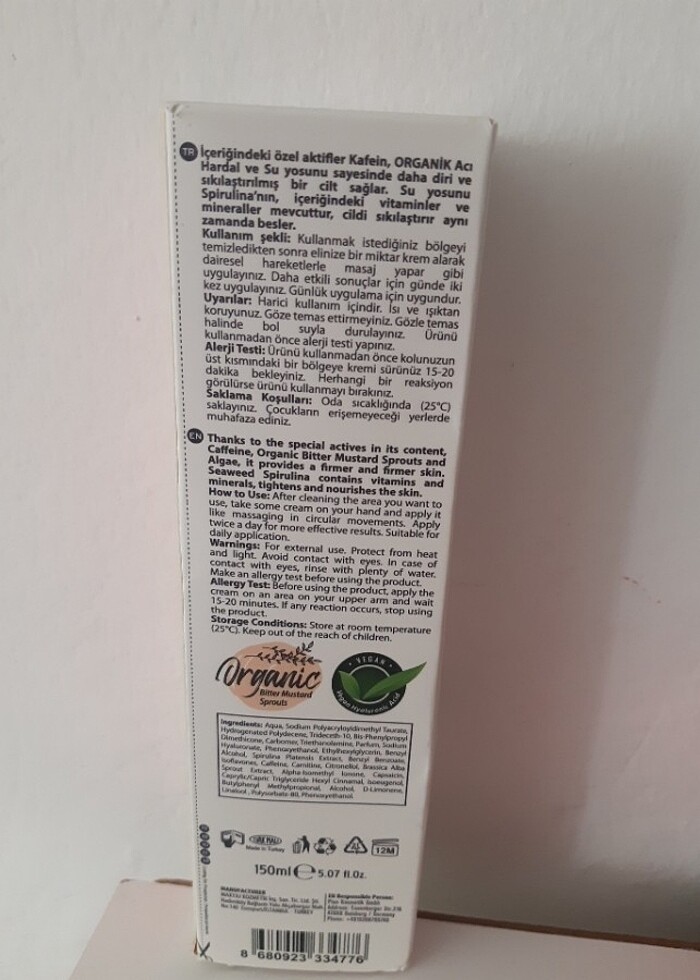 TR İçeriğindeki özel aktifler Kafein, ORGANİK Acı
Hardal ve Su yosunu sayesinde daha diri ve
sıkılaştırılmış bir cilt sağlar. Su yosunu
Spirulina'nın, içeriğindeki vitaminler ve
mineraller mevcuttur, cildi sıkılaştırır aynı
zamanda besler.
Kullanım şekli: Kullanmak istediğiniz bölgeyi
temizledikten sonra elinize bir miktar krem alarak
dairesel hareketlerle masaj yapar gibi
uygulayınız. Daha etkili sonuçlar için günde iki
kez uygulayınız. Günlük uygulama için uygundur.
Uyarılar: Harici kullanım içindir. Isı ve ışıktan
koruyunuz. Göze temas ettirmeyiniz. Gözle temas
halinde bol suyla durulayınız. Ürünü
kullanmadan önce alerji testi yapınız.
Alerji Testi: Ürünü kullanmadan önce kolunuzun
üst kısmındaki bir bölgeye kremi sürünüz 15-20
dakika bekleyiniz. Herhangi bir reaksiyon
görülürse ürünü kullanmayı bırakınız.
Saklama Koşulları: Oda sıcaklığında (25°C)
saklayınız. Çocukların erişemeyeceği yerlerde
muhafaza ediniz.
EN Thanks to the special actives in its content,
Caffeine, Organic Bitter Mustard Sprouts and
Algae, it provides a firmer and firmer skin.
Seaweed Spirulina contains vitamins and
minerals, tightens and nourishes the skin.
How to Use: After cleaning the area you want to
use, take some cream on your hand and apply it
like massaging in circular movements. Apply
twice a day for more effective results. Suitable for
daily application.
Warnings: For external use. Protect from heat
and light. Avoid contact with eyes. In case of
contact with eyes, rinse with plenty of water.
Make an allergy test before using the product.
Allergy Test: Before using the product, apply the
cream on an area on your upper arm and wait
15-20 minutes. If any reaction occurs, stop using
the product.
Storage Conditions: Store at room temperature
(25°C). Keep out of the reach of children.
Organic
Bitter Mustard
Sprouts
VEGAN
Vegan Hyaluronic Acid
Ingredients: Aqua, Sodium Polyacryloyldimethyl Taurate,
Hydrogenated Polydecene, Trideceth-10, Bis-Phenylpropyl
Dimethicone, Carbomer, Triethanolamine, Parfum, Sodium
Hyaluronate, Phenoxyethanol, Ethylhexylglycerin, Benzyl
Alcohol, Spirulina Platensis Extract, Benzyl Benzoate,
Isoflavones, Caffeine, Carnitine, Citronellol, Brassica Alba
Sprout Extract, Alpha-Isomethyl Ionone, Capsaicin,
Caprylic/Capric Triglyceride Hexyl Cinnamal, Isoeugenol,
Butylphenyl Methylpropional, Alcohol, D-Limonene,
Linalool, Polysorbate-80, Phenoxyethanol.
TÜRK MALI
Made in Turkey
12M
150ml e 5.07 fl.oz.
MANUFACTURER
EU Responsible Person:
8 680923 334776